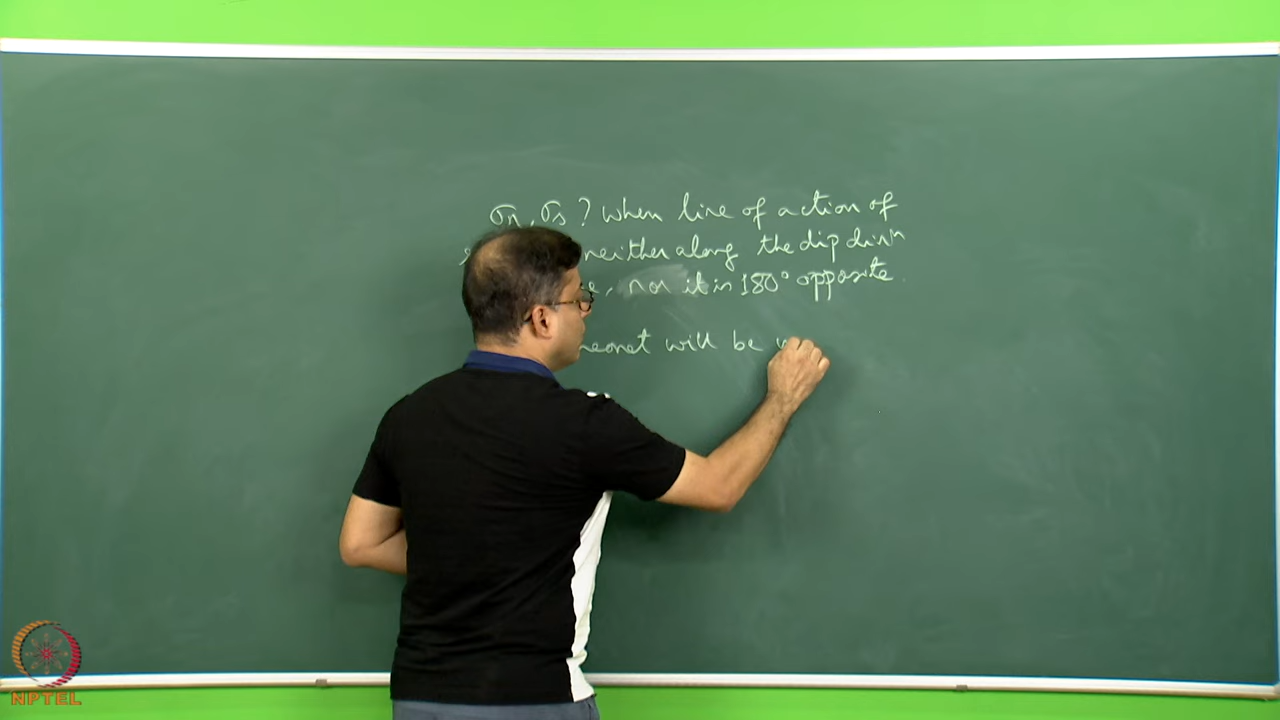 σn, σs ? when line of action of
neither along the dip dirⁿ
, nor it is 180° opposite.
will be
NPTEL